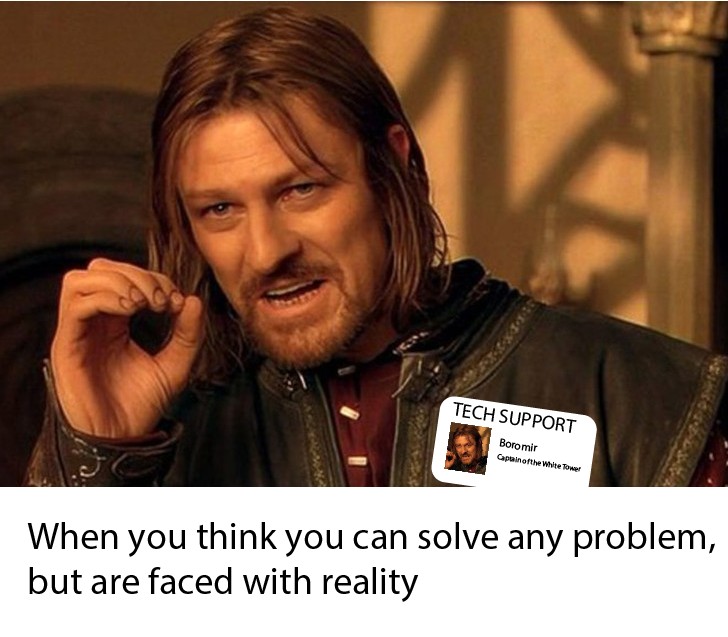 TECH SUPPORT
Boromir
Captain of the White Tower
When you think you can solve any problem,
but are faced with reality